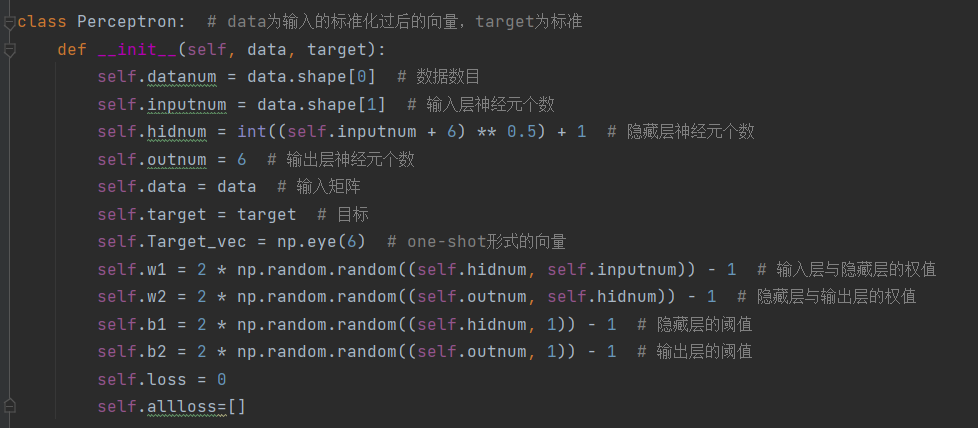 class Perceptron:  # data为输入的标准化过后的向量，target为标准
    def __init__(self, data, target):
        self.datanum = data.shape[0]  # 数据数目
        self.inputnum = data.shape[1]  # 输入层神经元个数
        self.hidnum = int((self.inputnum + 6) ** 0.5) + 1  # 隐藏层神经元个数
        self.outnum = 6  # 输出层神经元个数
        self.data = data  # 输入矩阵
        self.target = target  # 目标
        self.Target_vec = np.eye(6)  # one-shot形式的向量
        self.w1 = 2 * np.random.random((self.hidnum, self.inputnum)) - 1  # 输入层与隐藏层的权值
        self.w2 = 2 * np.random.random((self.outnum, self.hidnum)) - 1  # 隐藏层与输出层的权值
        self.b1 = 2 * np.random.random((self.hidnum, 1)) - 1  # 隐藏层的阈值
        self.b2 = 2 * np.random.random((self.outnum, 1)) - 1  # 输出层的阈值
        self.loss = 0
        self.allloss=[]